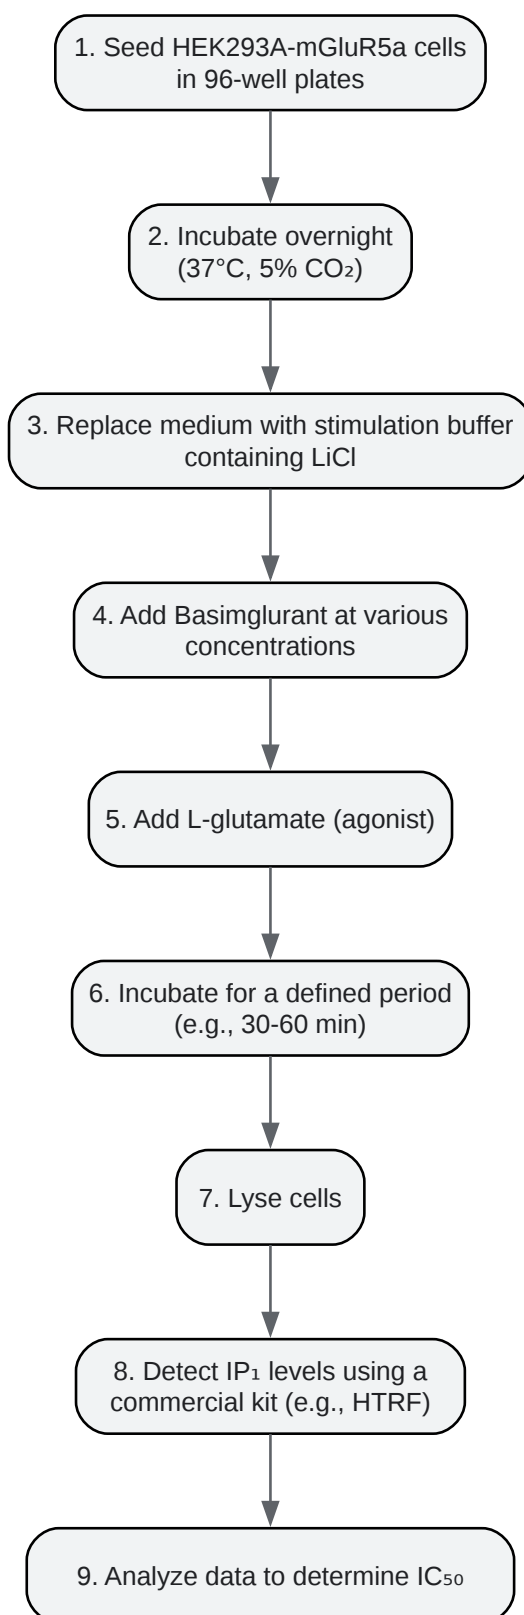 1. Seed HEK293A-mGluR5a cells
in 96-well plates
2. Incubate overnight
(37°C, 5% CO₂)
3. Replace medium with stimulation buffer
containing LiCl
4. Add Basimglurant at various
concentrations
5. Add L-glutamate (agonist)
6. Incubate for a defined period
(e.g., 30-60 min)
7. Lyse cells
8. Detect IP₁ levels using a
commercial kit (e.g., HTRF)
9. Analyze data to determine IC₅₀